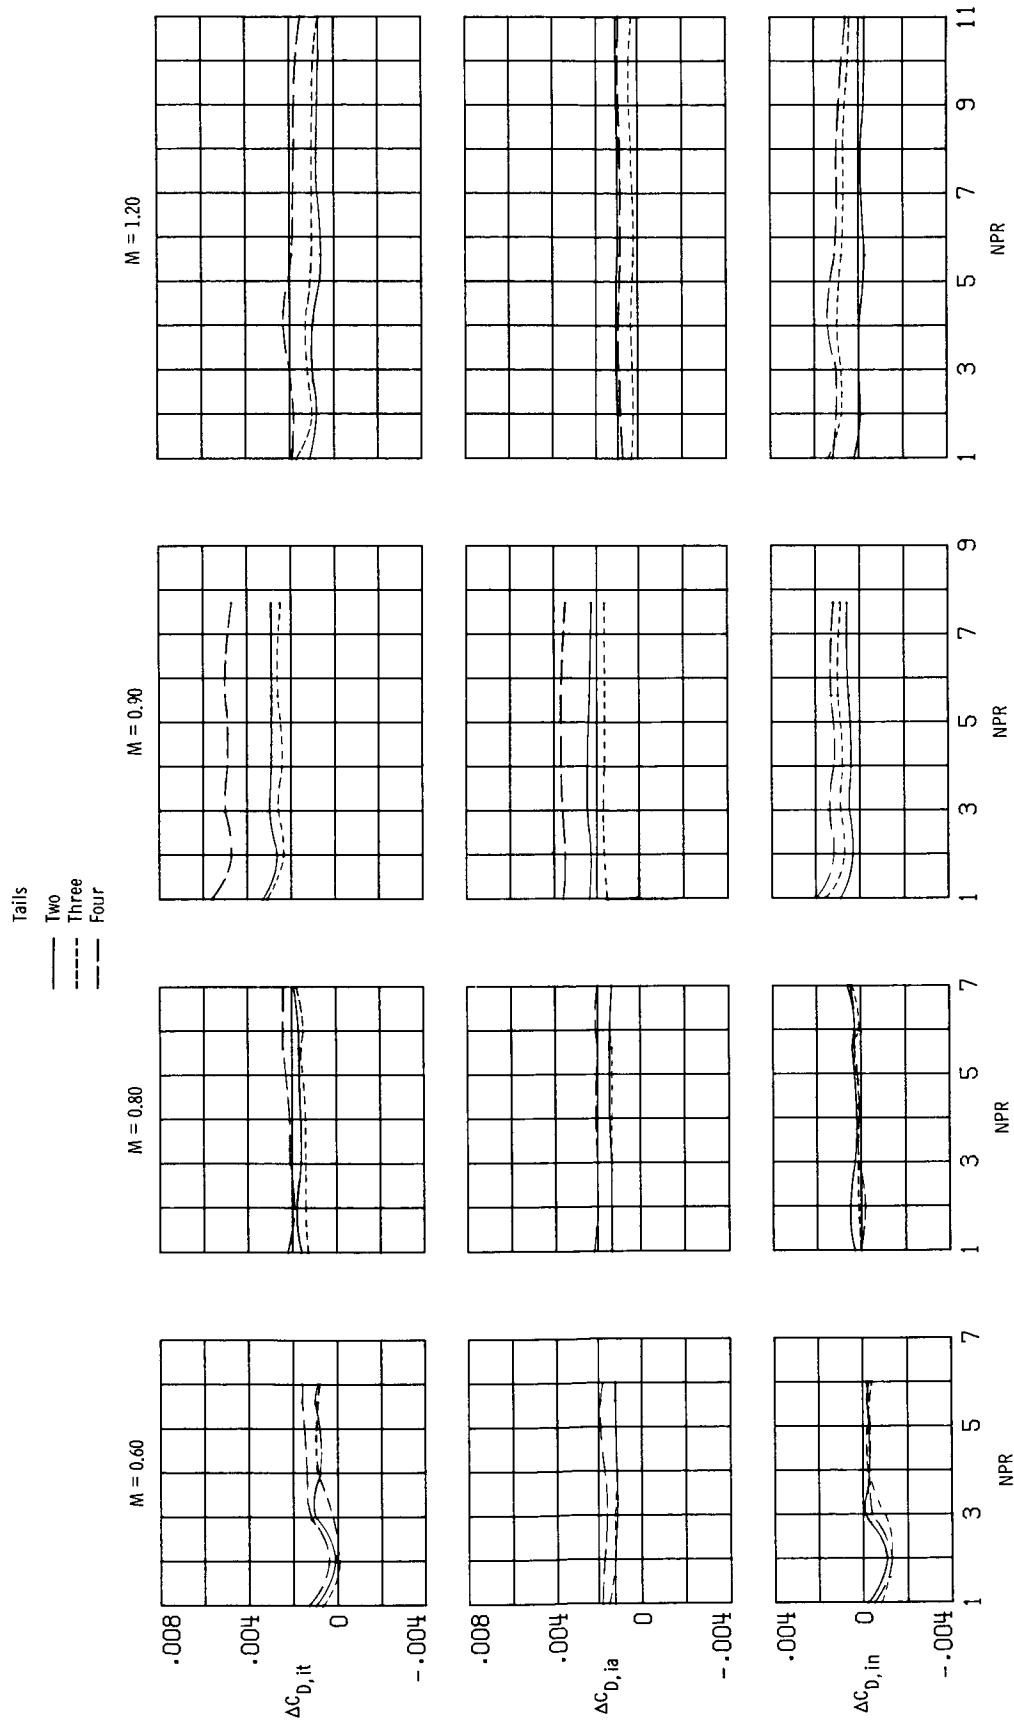 Tails
Two
Three
Four
M = 0.60
M = 0.80
M = 0.90
M = 1.20
.008
.004
0
-.004
ΔC_D,it
.008
.004
0
-.004
ΔC_D,ia
.004
0
-.004
ΔC_D,in
1 3 5 7
NPR
1 3 5 7
NPR
1 3 5 7 9
NPR
1 3 5 7 9 11
NPR